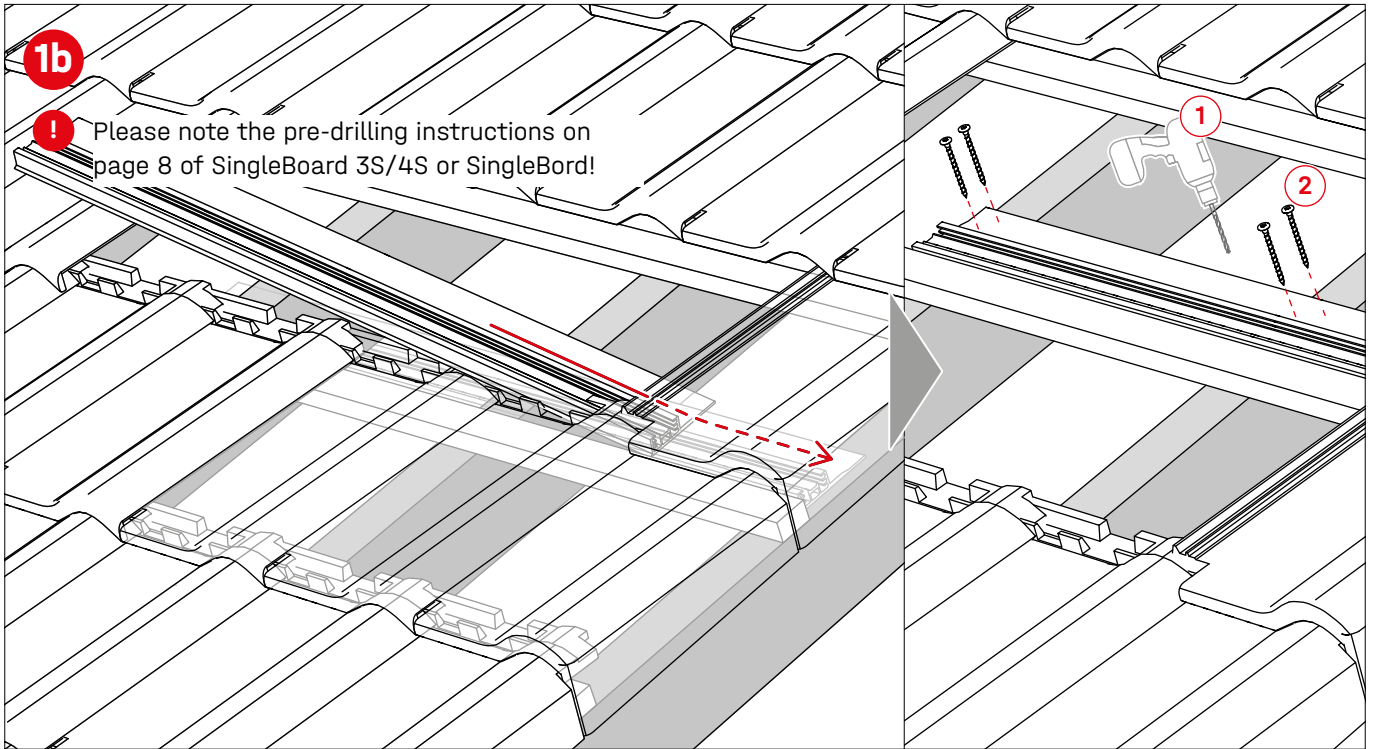 1b
! Please note the pre-drilling instructions on
page 8 of SingleBoard 3S/4S or SingleBord!
1
2